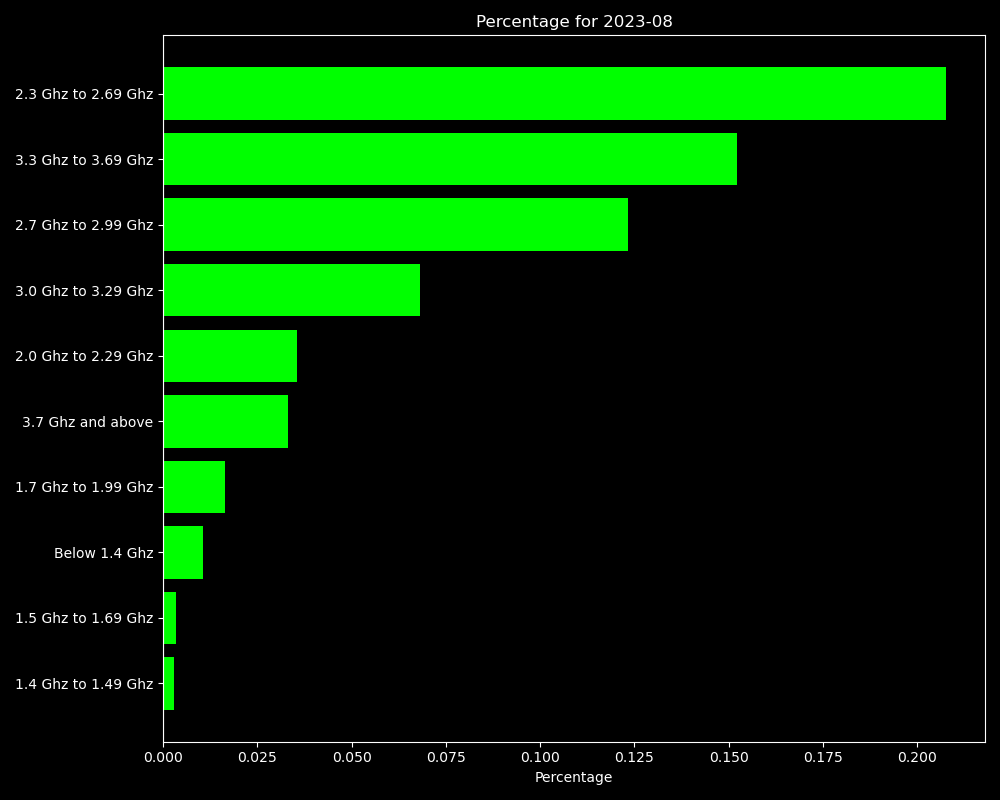 Percentage for 2023-08
2.3 Ghz to 2.69 Ghz
3.3 Ghz to 3.69 Ghz
2.7 Ghz to 2.99 Ghz
3.0 Ghz to 3.29 Ghz
2.0 Ghz to 2.29 Ghz
3.7 Ghz and above
1.7 Ghz to 1.99 Ghz
Below 1.4 Ghz
1.5 Ghz to 1.69 Ghz
1.4 Ghz to 1.49 Ghz
0.000 0.025 0.050 0.075 0.100 0.125 0.150 0.175 0.200
Percentage